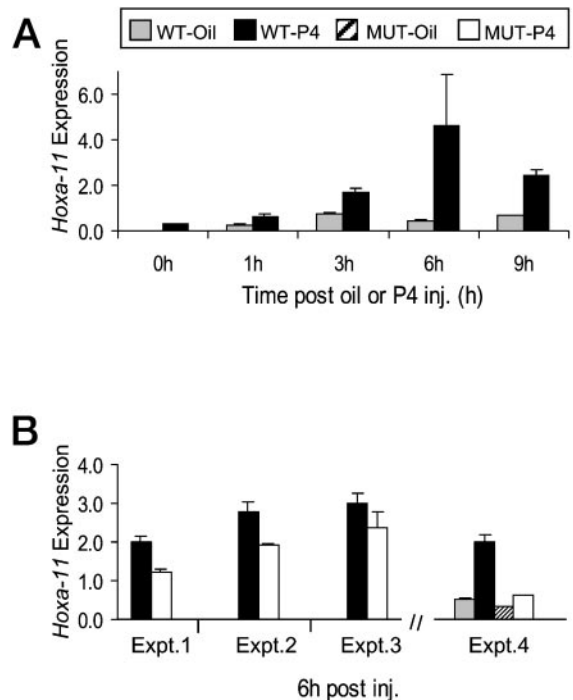 A
WT-Oil WT-P4 MUT-Oil MUT-P4
Hoxa-11 Expression
6.0
4.0
2.0
0.0
0h 1h 3h 6h 9h
Time post oil or P4 inj. (h)
B
Hoxa-11 Expression
4.0
3.0
2.0
1.0
0.0
//
Expt.1 Expt.2 Expt.3 Expt.4
6h post inj.